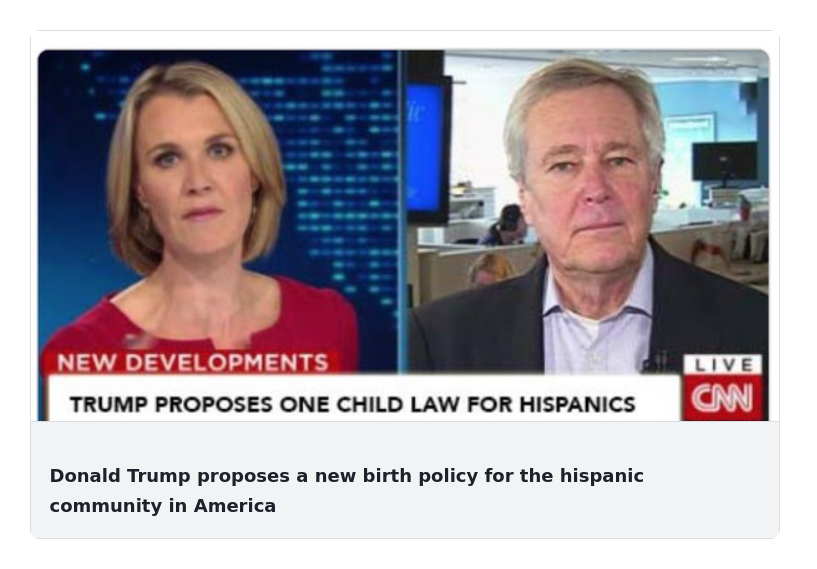 NEW DEVELOPMENTS
LIVE
TRUMP PROPOSES ONE CHILD LAW FOR HISPANICS
CNN
Donald Trump proposes a new birth policy for the hispanic
community in America